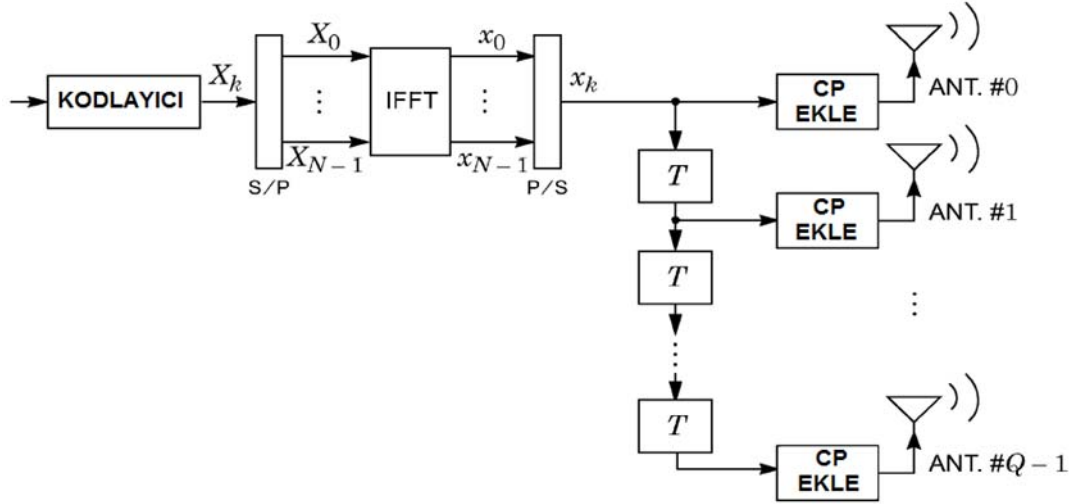 KODLAYICI
X_k
S/P
X_0
⋮
X_{N-1}
IFFT
x_0
⋮
x_{N-1}
P/S
x_k
CP
EKLE
ANT. #0
T
CP
EKLE
ANT. #1
T
⋮
⋮
T
CP
EKLE
ANT. #Q-1